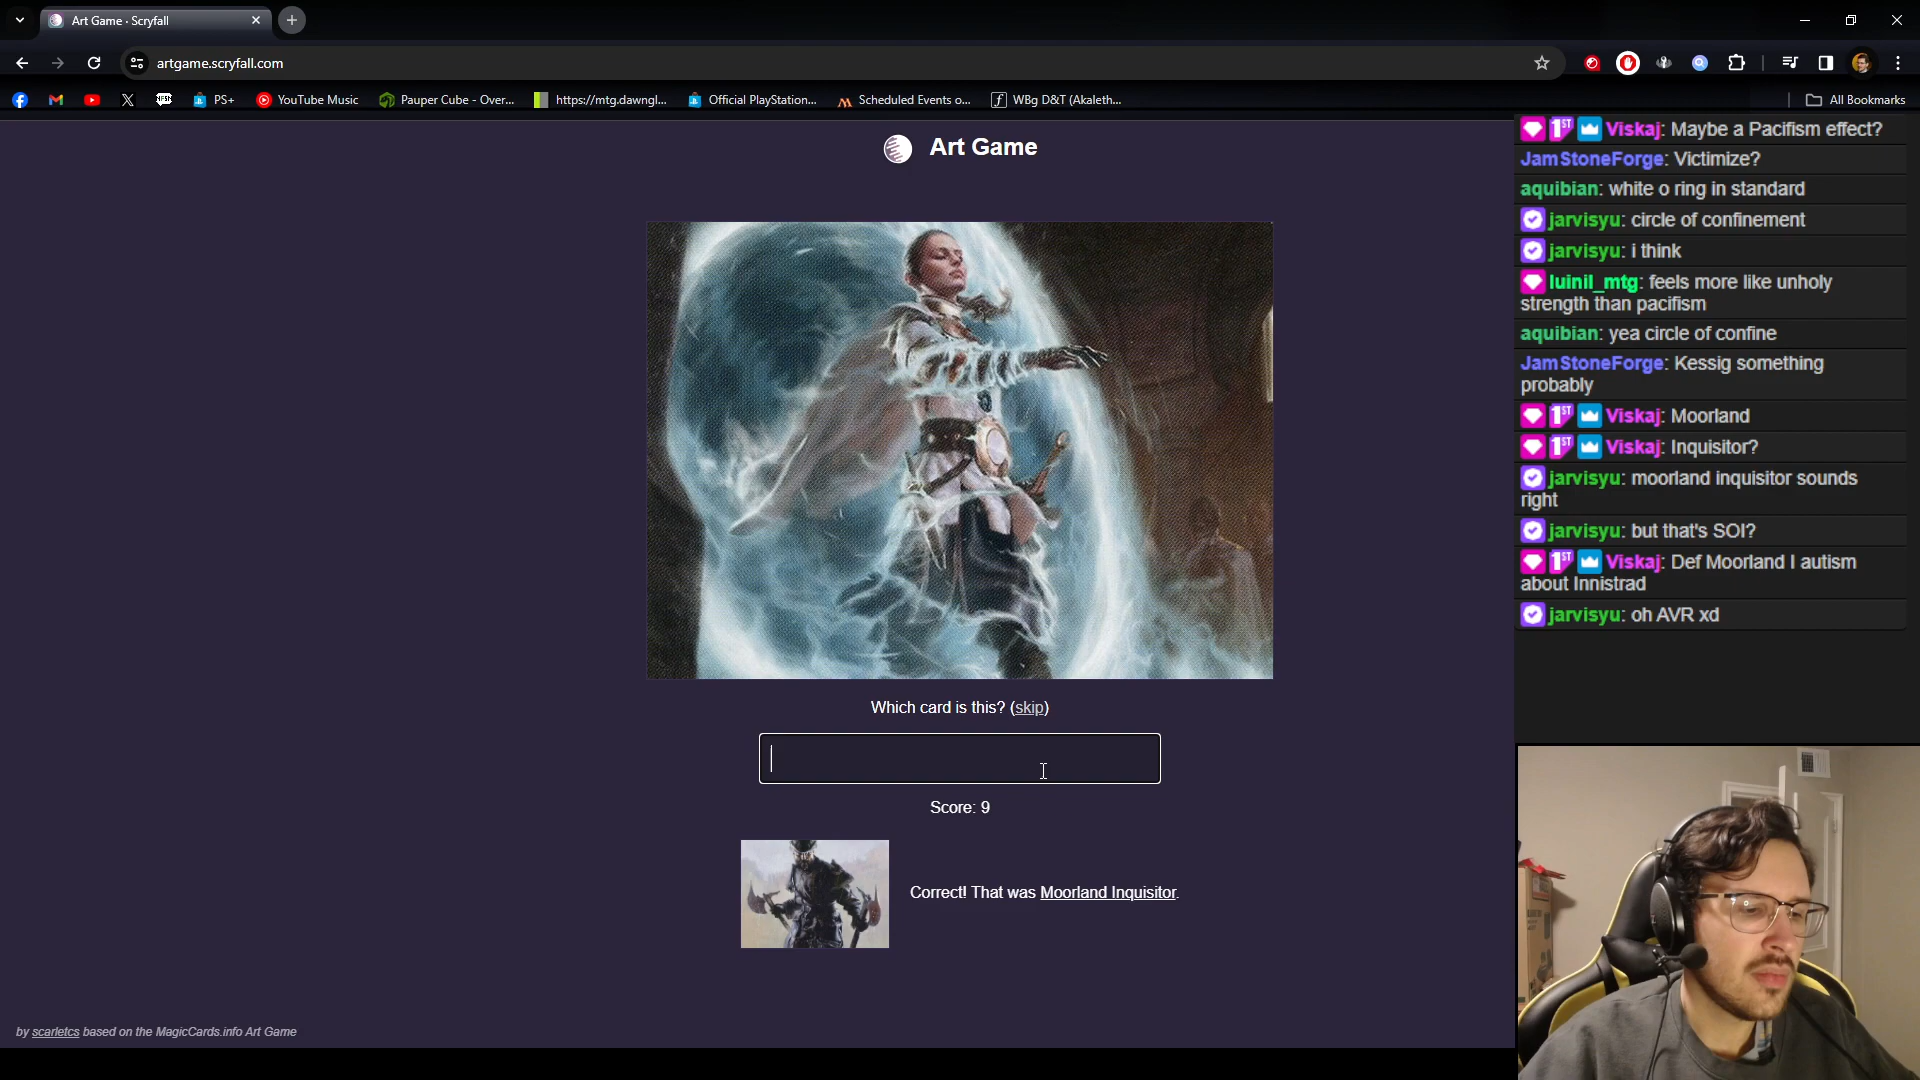 Art Game · Scryfall
artgame.scryfall.com
PS+
YouTube Music
Pauper Cube - Over...
https://mtg.dawngl...
Official PlayStation...
Scheduled Events o...
WBg D&T (Akaleth...
All Bookmarks
Art Game
Which card is this? (skip)
Score: 9
Correct! That was Moorland Inquisitor.
by scarletcs based on the MagicCards.info Art Game
1ST Viskaj: Maybe a Pacifism effect?
JamStoneForge: Victimize?
aquibian: white o ring in standard
jarvisyu: circle of confinement
jarvisyu: i think
luinil_mtg: feels more like unholy
strength than pacifism
aquibian: yea circle of confine
JamStoneForge: Kessig something
probably
1ST Viskaj: Moorland
1ST Viskaj: Inquisitor?
jarvisyu: moorland inquisitor sounds
right
jarvisyu: but that's SOI?
1ST Viskaj: Def Moorland I autism
about Innistrad
jarvisyu: oh AVR xd